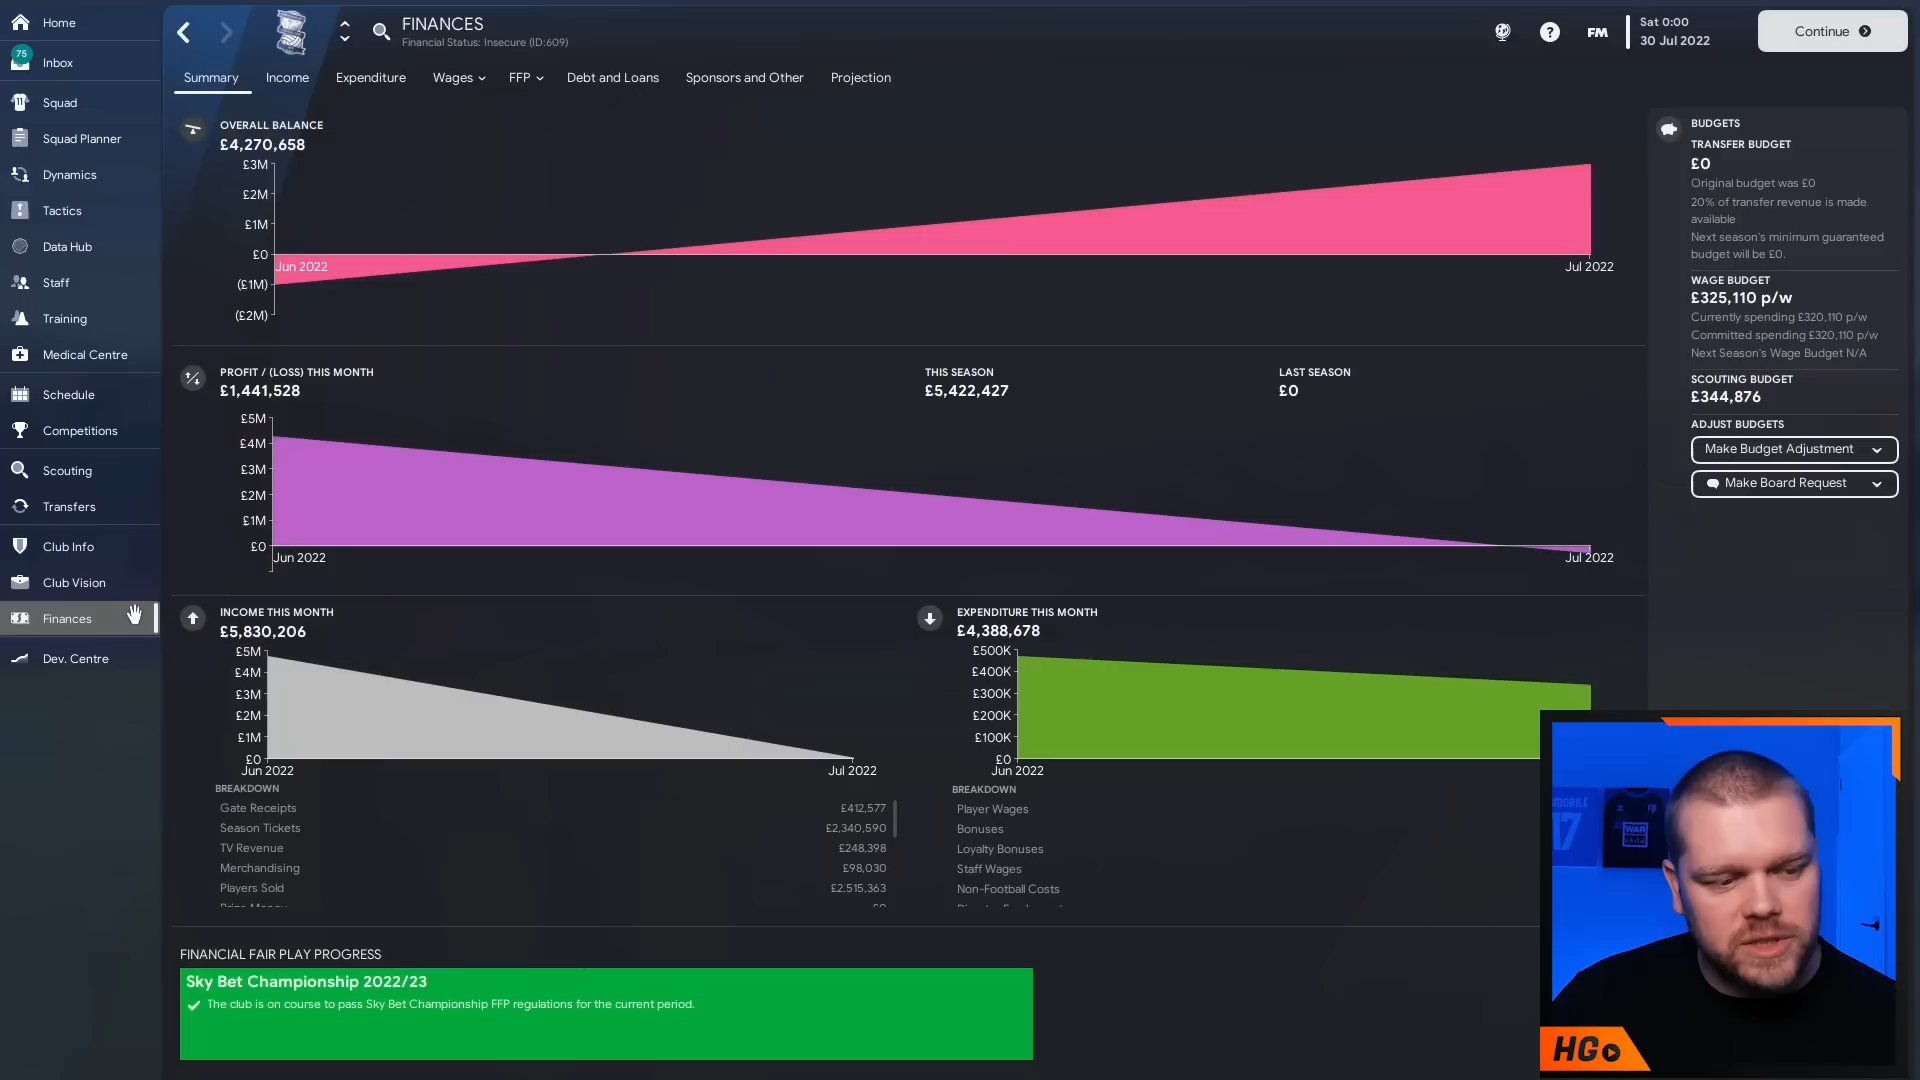 Home
75
Inbox
Squad
Squad Planner
Dynamics
Tactics
Data Hub
Staff
Training
Medical Centre
Schedule
Competitions
Scouting
Transfers
Club Info
Club Vision
Finances
Dev. Centre
FINANCES
Financial Status: Insecure (ID:609)
FM
Sat 0:00
30 Jul 2022
Continue
Summary
Income
Expenditure
Wages
FFP
Debt and Loans
Sponsors and Other
Projection
OVERALL BALANCE
£4,270,658
£3M
£2M
£1M
£0
(£1M)
(£2M)
Jun 2022
Jul 2022
PROFIT / (LOSS) THIS MONTH
£1,441,528
THIS SEASON
£5,422,427
LAST SEASON
£0
£5M
£4M
£3M
£2M
£1M
£0
Jun 2022
Jul 2022
INCOME THIS MONTH
£5,830,206
£5M
£4M
£3M
£2M
£1M
£0
Jun 2022
Jul 2022
BREAKDOWN
Gate Receipts £412,577
Season Tickets £2,340,590
TV Revenue £248,398
Merchandising £98,030
Players Sold £2,515,363
EXPENDITURE THIS MONTH
£4,388,678
£500K
£400K
£300K
£200K
£100K
£0
Jun 2022
BREAKDOWN
Player Wages
Bonuses
Loyalty Bonuses
Staff Wages
Non-Football Costs
FINANCIAL FAIR PLAY PROGRESS
Sky Bet Championship 2022/23
The club is on course to pass Sky Bet Championship FFP regulations for the current period.
BUDGETS
TRANSFER BUDGET
£0
Original budget was £0
20% of transfer revenue is made
available
Next season's minimum guaranteed
budget will be £0.
WAGE BUDGET
£325,110 p/w
Currently spending £320,110 p/w
Committed spending £320,110 p/w
Next Season's Wage Budget N/A
SCOUTING BUDGET
£344,876
ADJUST BUDGETS
Make Budget Adjustment
Make Board Request
MOBILE
17
WAR
child
HG